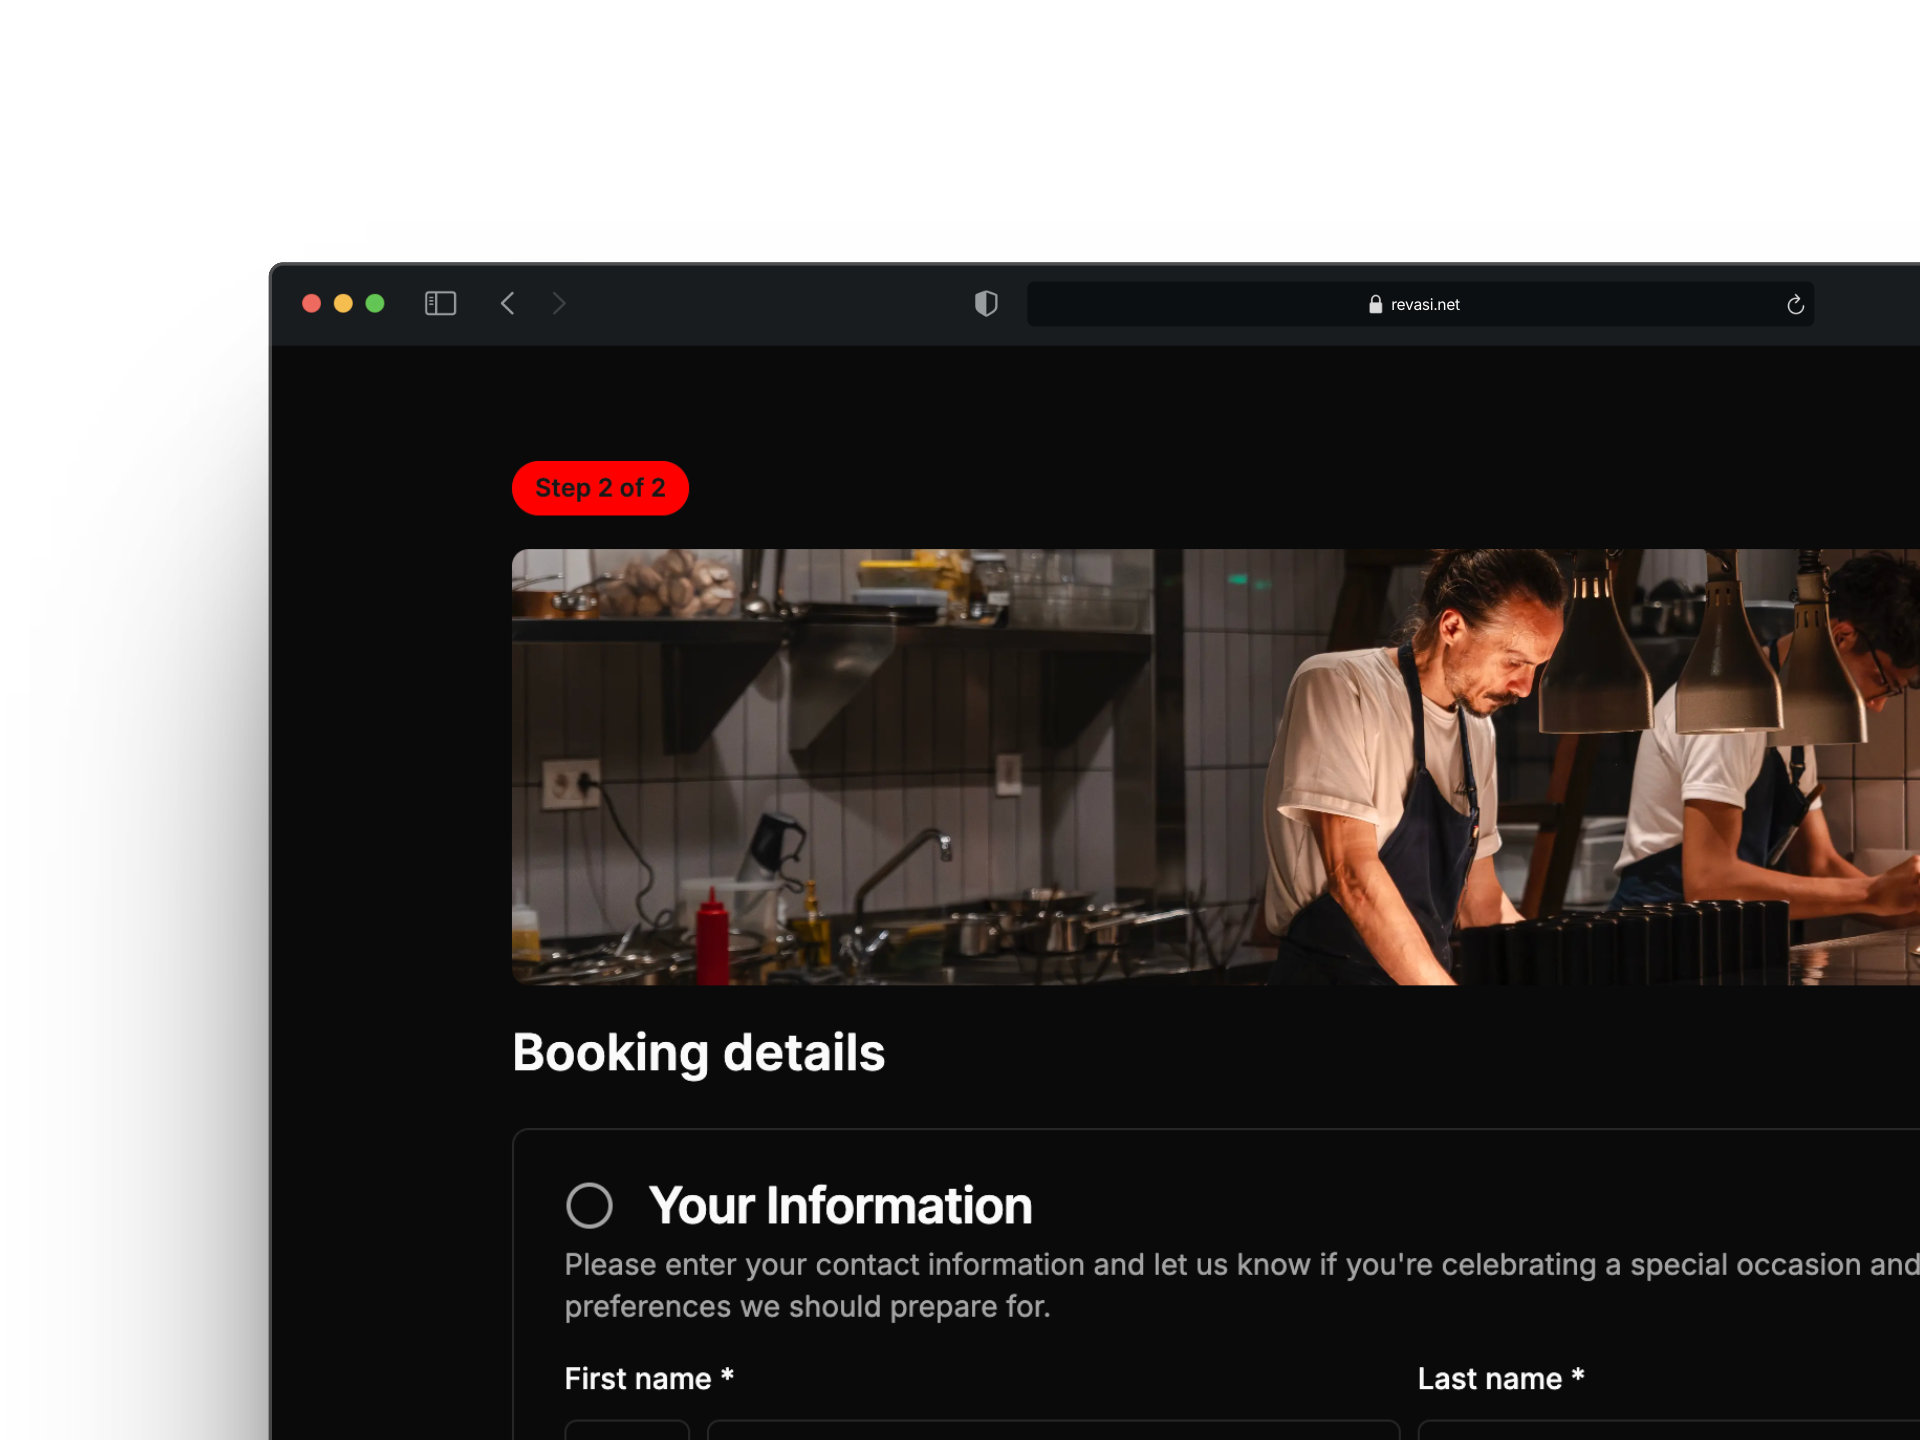 revasi.net
Step 2 of 2
Booking details
Your Information
Please enter your contact information and let us know if you're celebrating a special occasion and
preferences we should prepare for.
First name *
Last name *